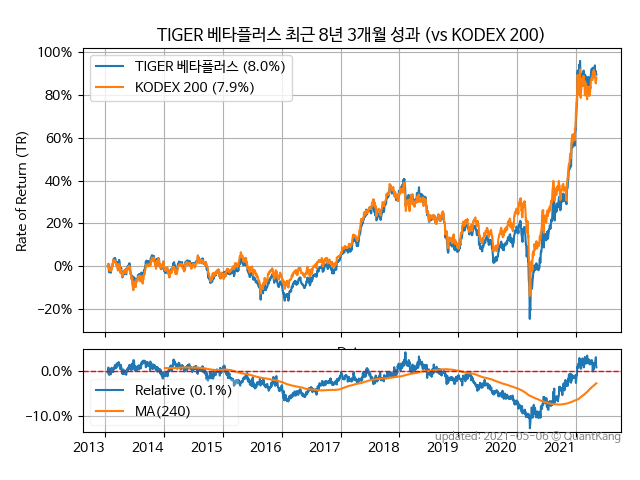 TIGER 베타플러스 최근 8년 3개월 성과 (vs KODEX 200)
100%
80%
60%
40%
20%
0%
−20%
Rate of Return (TR)
TIGER 베타플러스 (8.0%)
KODEX 200 (7.9%)
0.0%
−10.0%
Relative (0.1%)
MA(240)
2013 2014 2015 2016 2017 2018 2019 2020 2021
updated: 2021-05-06 © QuantKang